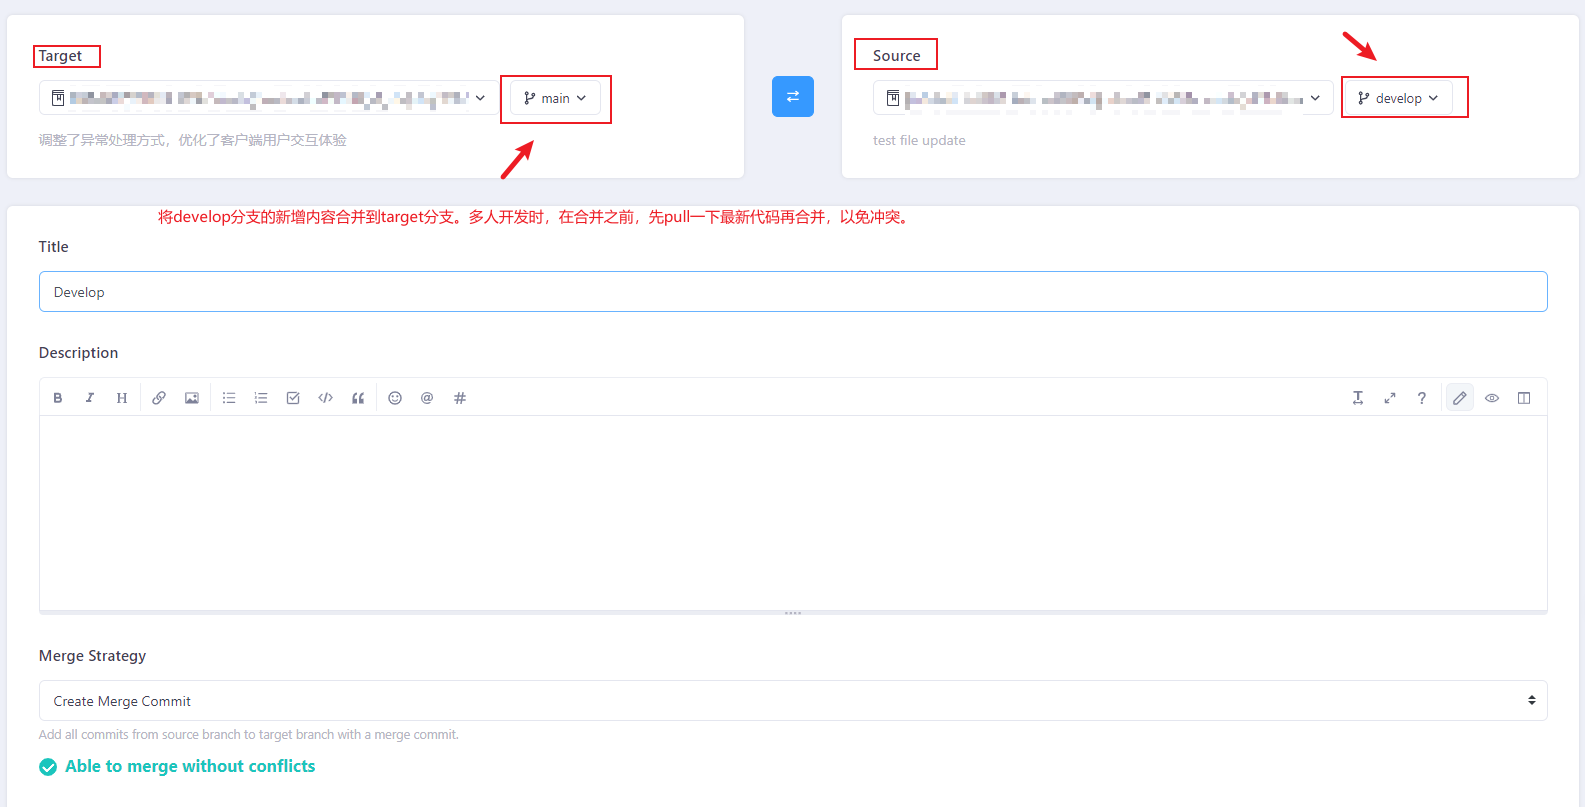 Target
main
调整了异常处理方式，优化了客户端用户交互体验
Source
develop
test file update
将develop分支的新增内容合并到target分支。多人开发时，在合并之前，先pull一下最新代码再合并，以免冲突。
Title
Develop
Description
Merge Strategy
Create Merge Commit
Add all commits from source branch to target branch with a merge commit.
Able to merge without conflicts